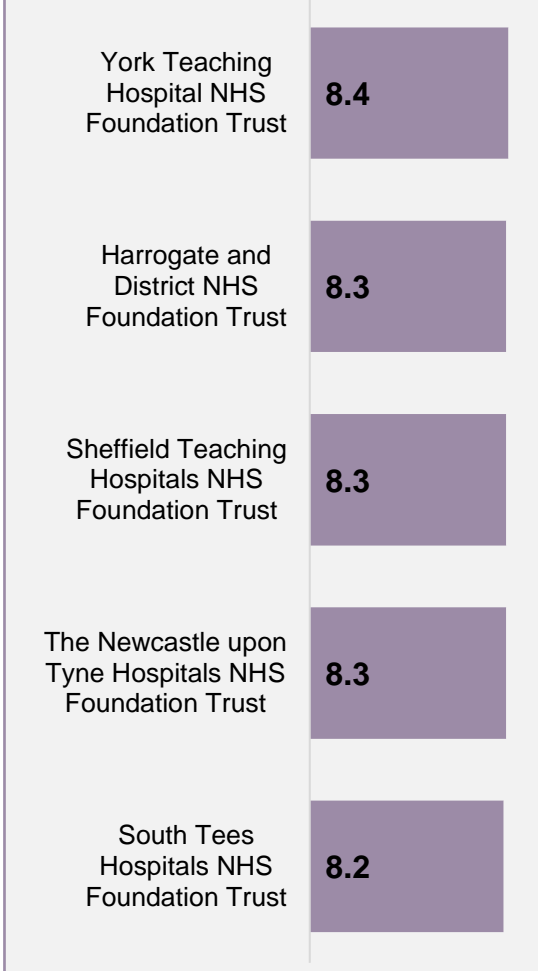 York Teaching
Hospital NHS
Foundation Trust
8.4
Harrogate and
District NHS
Foundation Trust
8.3
Sheffield Teaching
Hospitals NHS
Foundation Trust
8.3
The Newcastle upon
Tyne Hospitals NHS
Foundation Trust
8.3
South Tees
Hospitals NHS
Foundation Trust
8.2